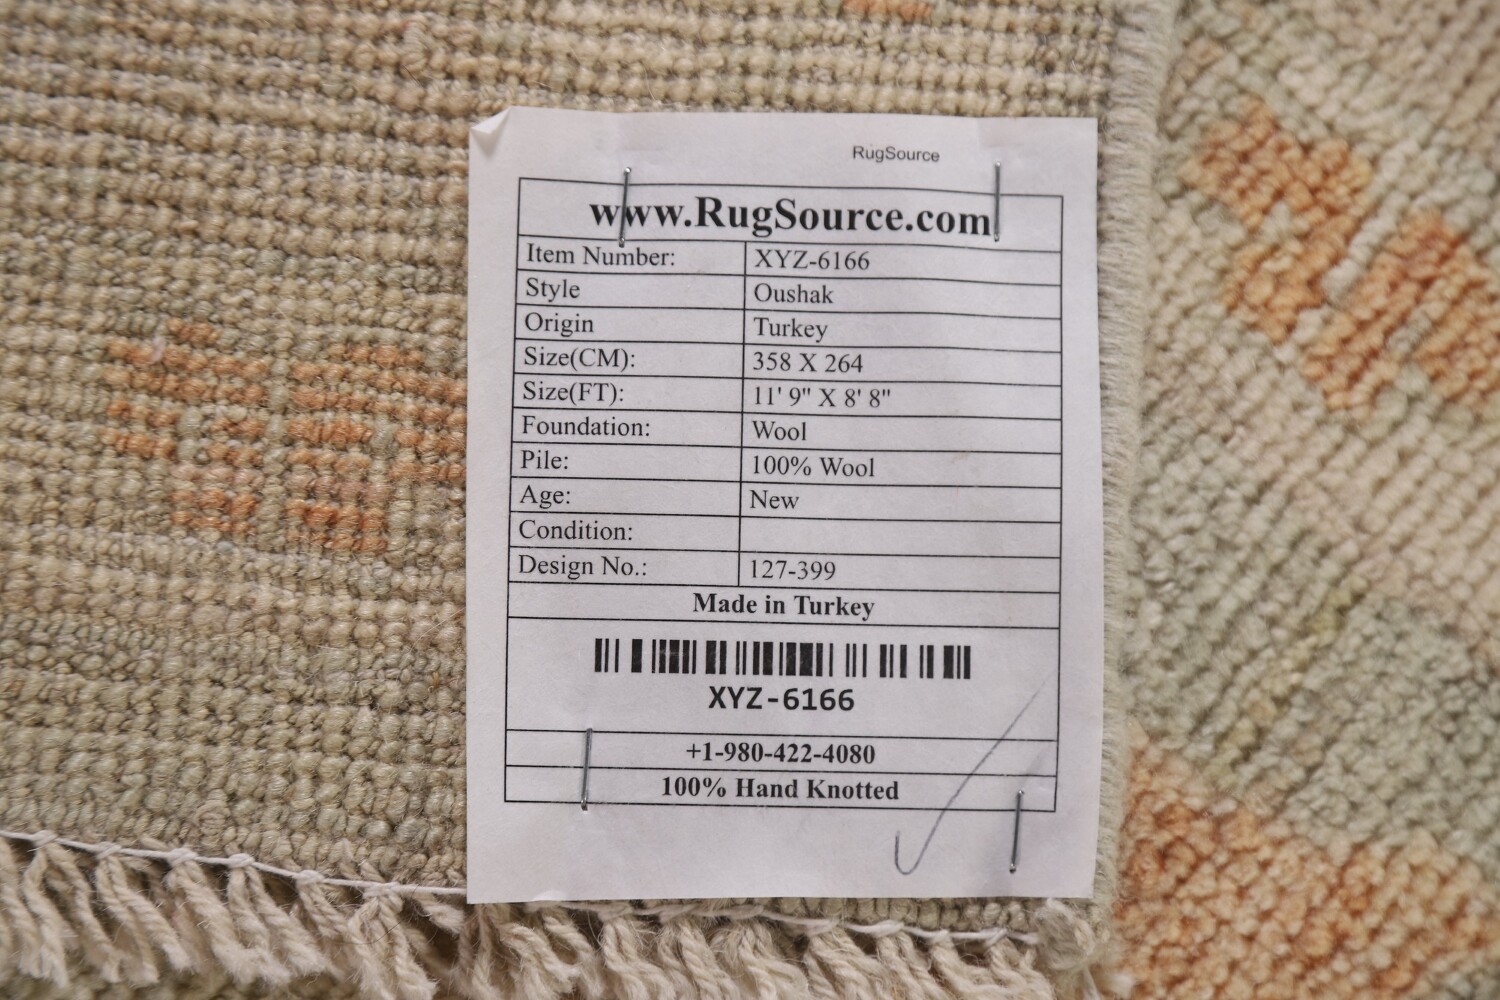 RugSource
www.RugSource.com
Item Number: XYZ-6166
Style Oushak
Origin Turkey
Size(CM): 358 X 264
Size(FT): 11' 9" X 8' 8"
Foundation: Wool
Pile: 100% Wool
Age: New
Condition:
Design No.: 127-399
Made in Turkey
XYZ-6166
+1-980-422-4080
100% Hand Knotted